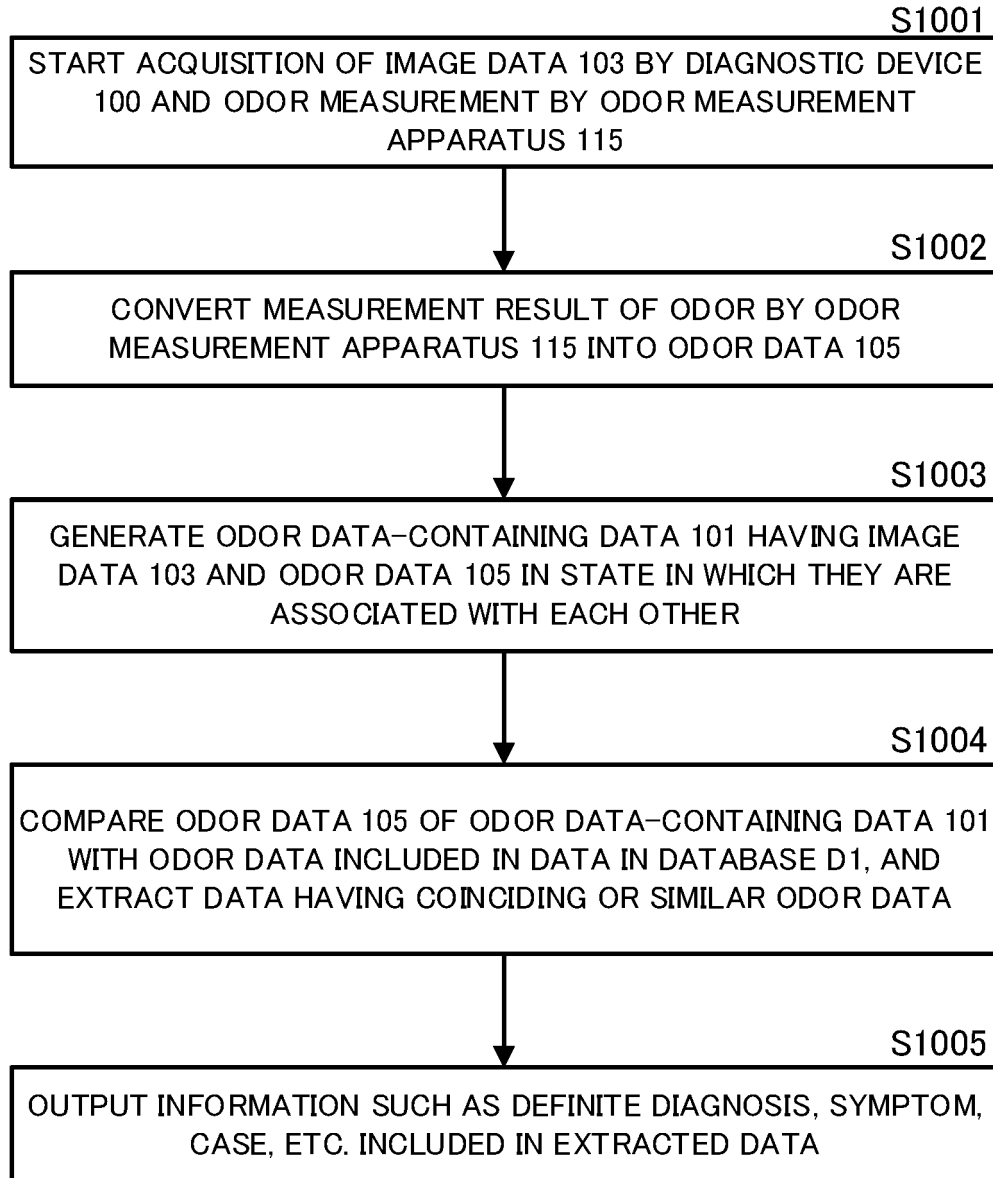 S1001
START ACQUISITION OF IMAGE DATA 103 BY DIAGNOSTIC DEVICE
100 AND ODOR MEASUREMENT BY ODOR MEASUREMENT
APPARATUS 115
S1002
CONVERT MEASUREMENT RESULT OF ODOR BY ODOR
MEASUREMENT APPARATUS 115 INTO ODOR DATA 105
S1003
GENERATE ODOR DATA-CONTAINING DATA 101 HAVING IMAGE
DATA 103 AND ODOR DATA 105 IN STATE IN WHICH THEY ARE
ASSOCIATED WITH EACH OTHER
S1004
COMPARE ODOR DATA 105 OF ODOR DATA-CONTAINING DATA 101
WITH ODOR DATA INCLUDED IN DATA IN DATABASE D1, AND
EXTRACT DATA HAVING COINCIDING OR SIMILAR ODOR DATA
S1005
OUTPUT INFORMATION SUCH AS DEFINITE DIAGNOSIS, SYMPTOM,
CASE, ETC. INCLUDED IN EXTRACTED DATA